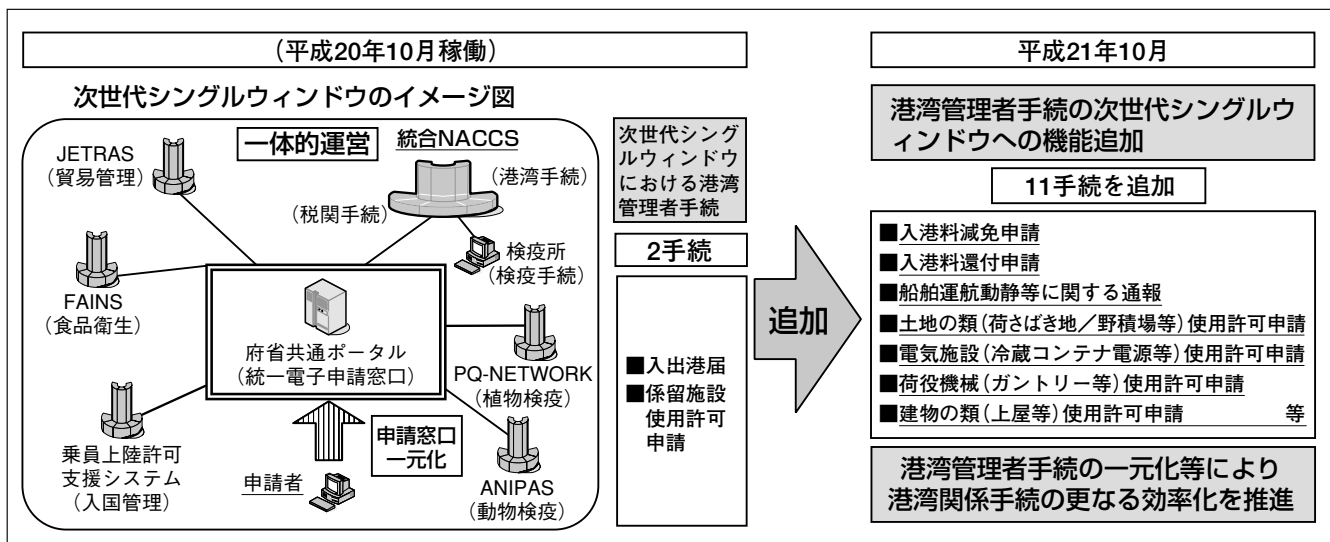 (平成20年10月稼働)
次世代シングルウィンドウのイメージ図
一体的運営
統合NACCS
(港湾手続)
(税関手続)
JETRAS
(貿易管理)
検疫所
(検疫手続)
FAINS
(食品衛生)
府省共通ポータル
(統一電子申請窓口)
PQ-NETWORK
(植物検疫)
乗員上陸許可
支援システム
(入国管理)
申請窓口
一元化
申請者
ANIPAS
(動物検疫)
次世代シング
ルウィンドウ
における港湾
管理者手続
2手続
■入出港届
■係留施設
使用許可
申請
追加
平成21年10月
港湾管理者手続の次世代シングルウ
ィンドウへの機能追加
11手続を追加
■入港料減免申請
■入港料還付申請
■船舶運航動静等に関する通報
■土地の類(荷さばき地/野積場等)使用許可申請
■電気施設(冷蔵コンテナ電源等)使用許可申請
■荷役機械(ガントリー等)使用許可申請
■建物の類(上屋等)使用許可申請 等
港湾管理者手続の一元化等により
港湾関係手続の更なる効率化を推進